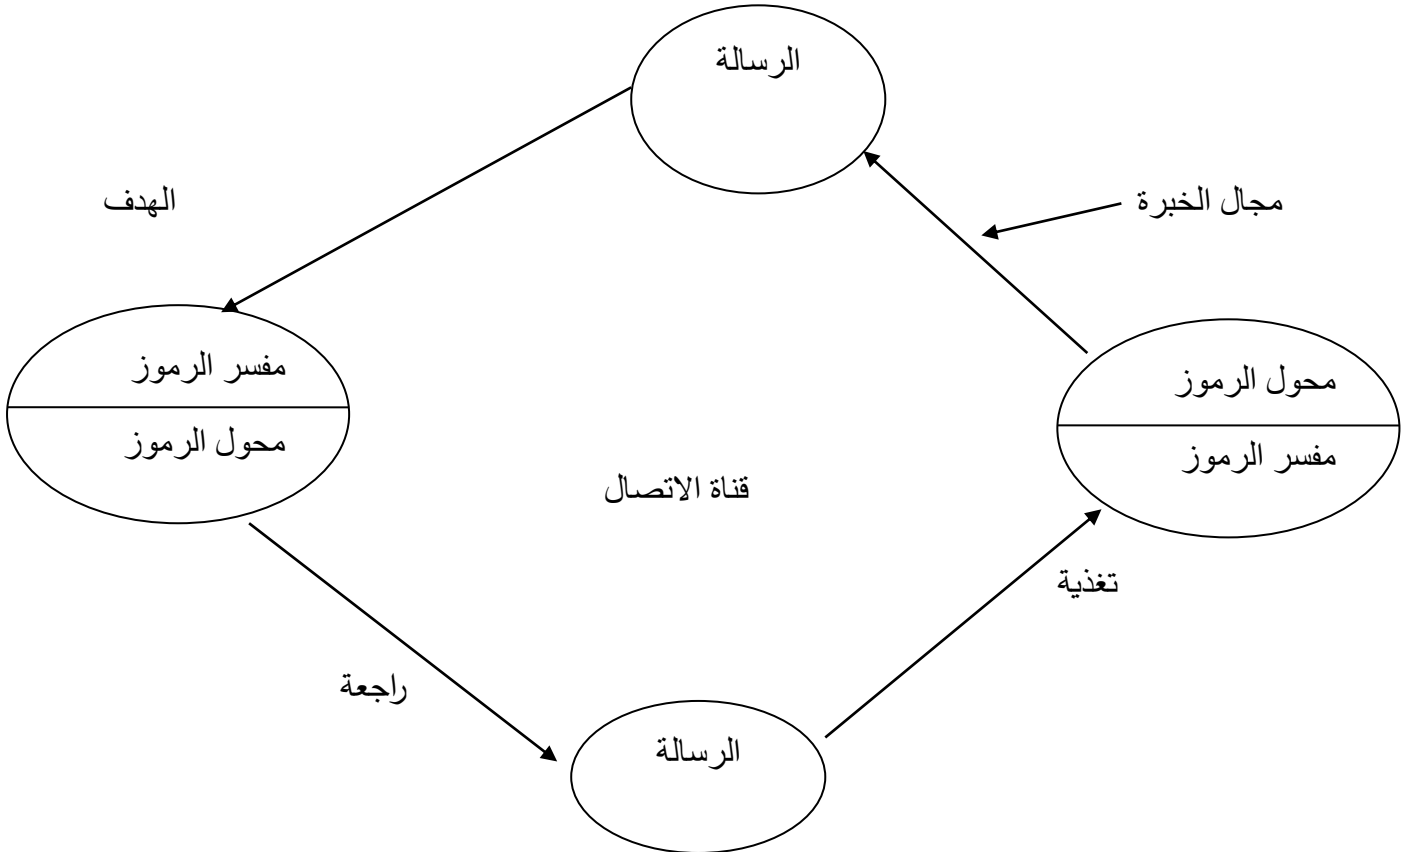 الرسالة
مجال الخبرة
الهدف
محول الرموز
مفسر الرموز
مفسر الرموز
محول الرموز
قناة الاتصال
تغذية
راجعة
الرسالة